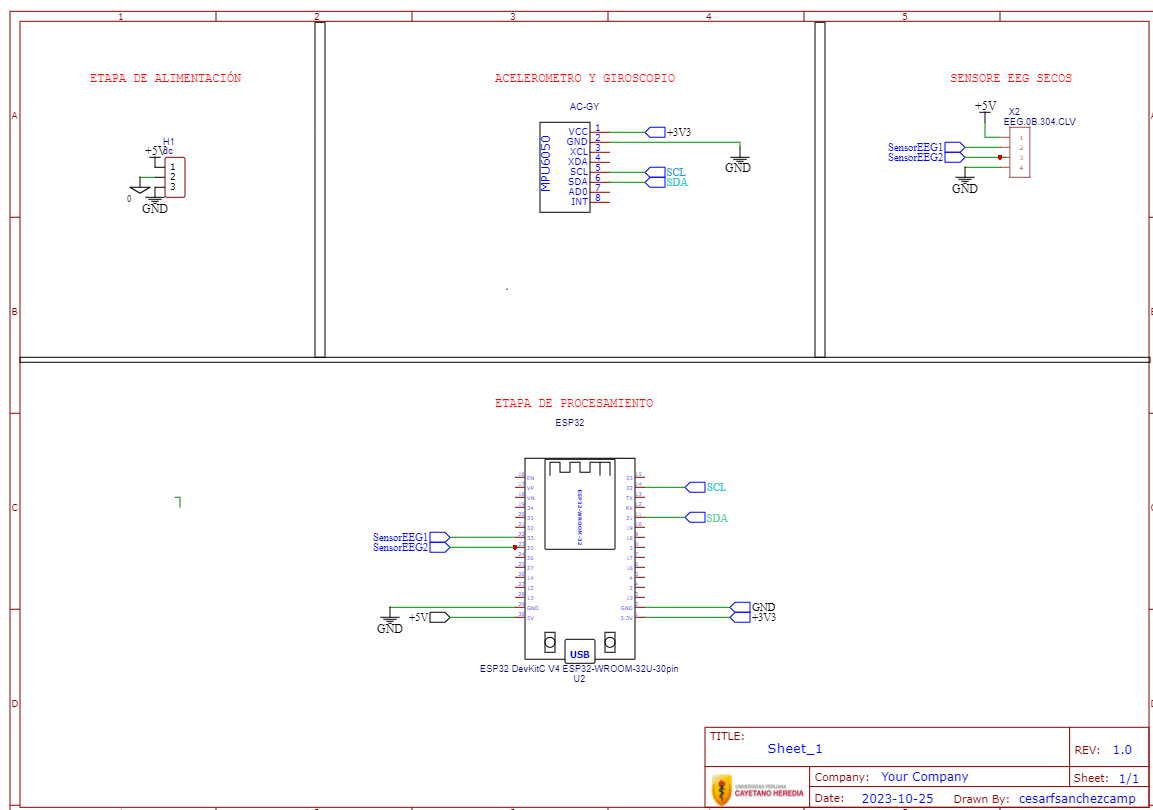 1 2 3 4 5
ETAPA DE ALIMENTACIÓN
ACELEROMETRO Y GIROSCOPIO
SENSORE EEG SECOS
A
H1
dc
+5V
1
2
3
0
GND
AC-GY
MPU6050
VCC 1
GND 2
XCL 3
XDA 4
SCL 5
SDA 6
AD0 7
INT 8
+3V3
GND
SCL
SDA
+5V
X2
EEG.0B.304.CLV
SensorEEG1
SensorEEG2
1
2
3
4
GND
B
ETAPA DE PROCESAMIENTO
ESP32
C
ESP32-WROOM-32
EN
VP
VN
34
35
32
33
25
26
27
14
12
13
GND
5V
23
22
TX
RX
21
19
18
5
17
16
4
2
15
GND
3.3V
SCL
SDA
SensorEEG1
SensorEEG2
GND
+5V
GND
+3V3
USB
ESP32 DevKitC V4 ESP32-WROOM-32U-30pin
U2
D
TITLE:
Sheet_1
REV: 1.0
UNIVERSIDAD PERUANA
CAYETANO HEREDIA
Company: Your Company
Sheet: 1/1
Date: 2023-10-25
Drawn By: cesarfsanchezcamp